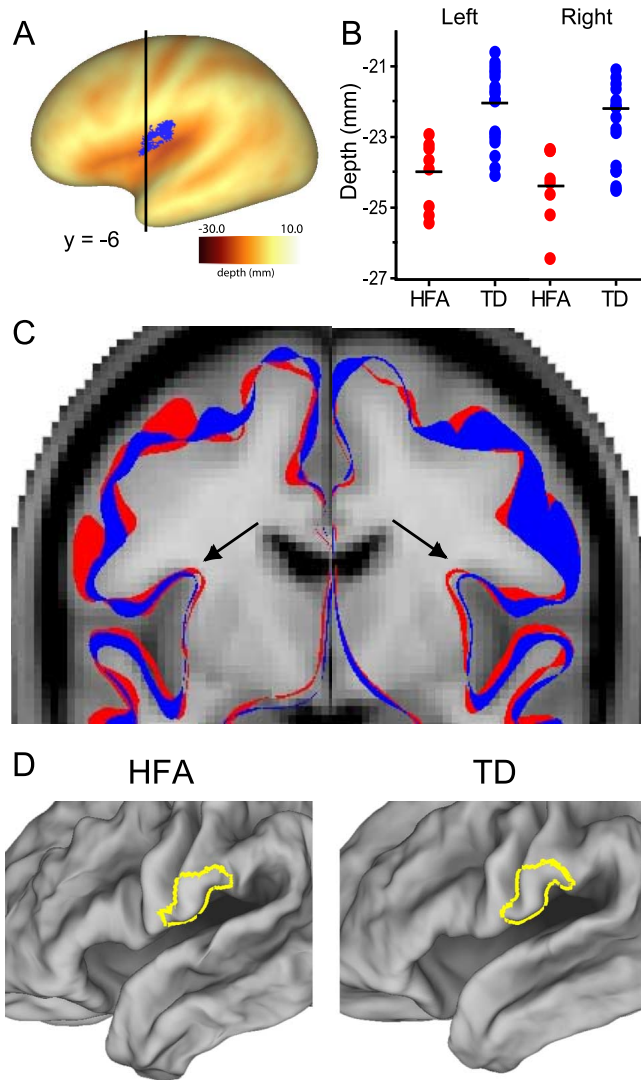 A
y = -6
-30.0 10.0
depth (mm)
B
Left Right
Depth (mm)
-21
-23
-25
-27
HFA TD HFA TD
C
D
HFA TD